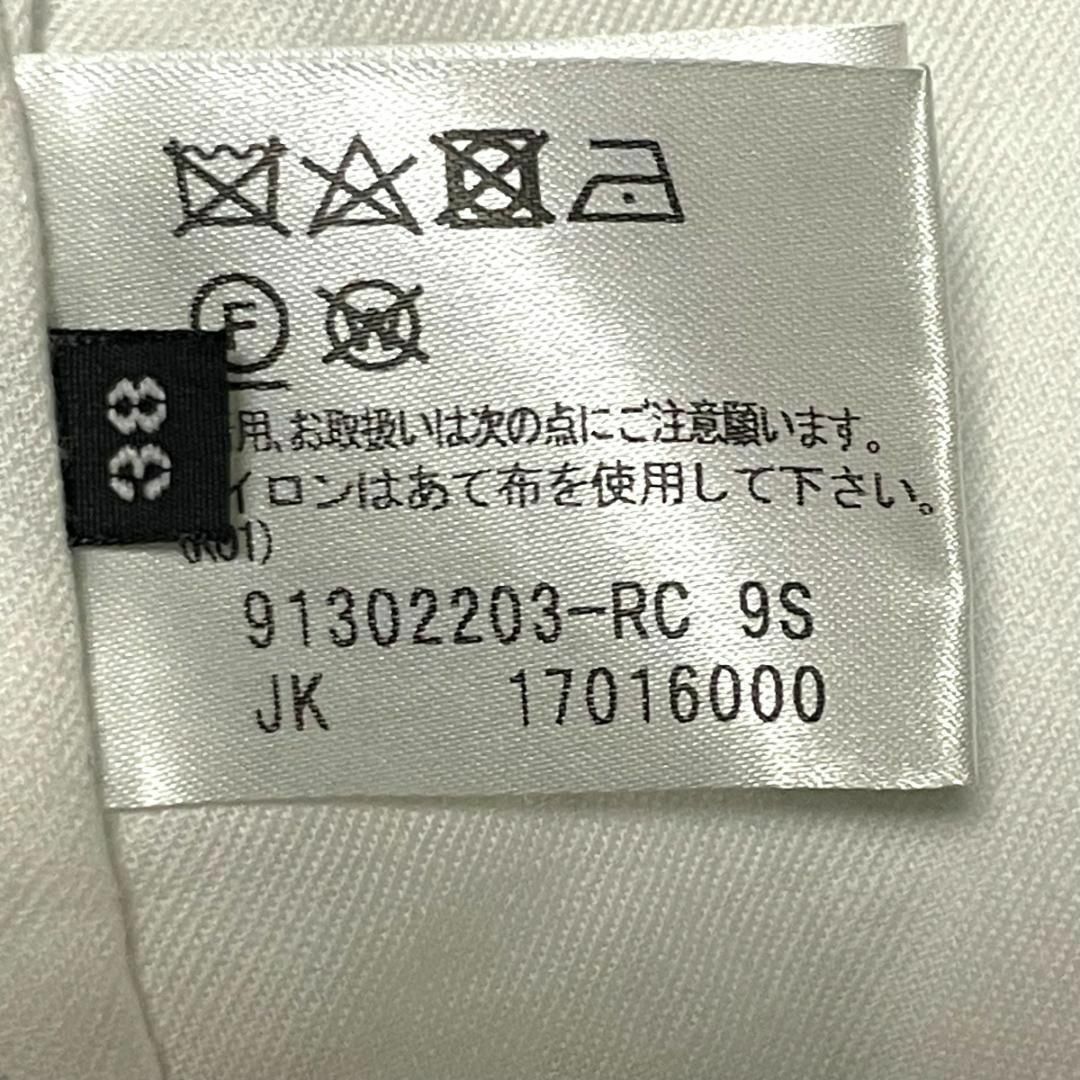 F
W
38
用、お取扱いは次の点にご注意願います。
イロンはあて布を使用して下さい。
01)
91302203-RC 9S
JK 17016000